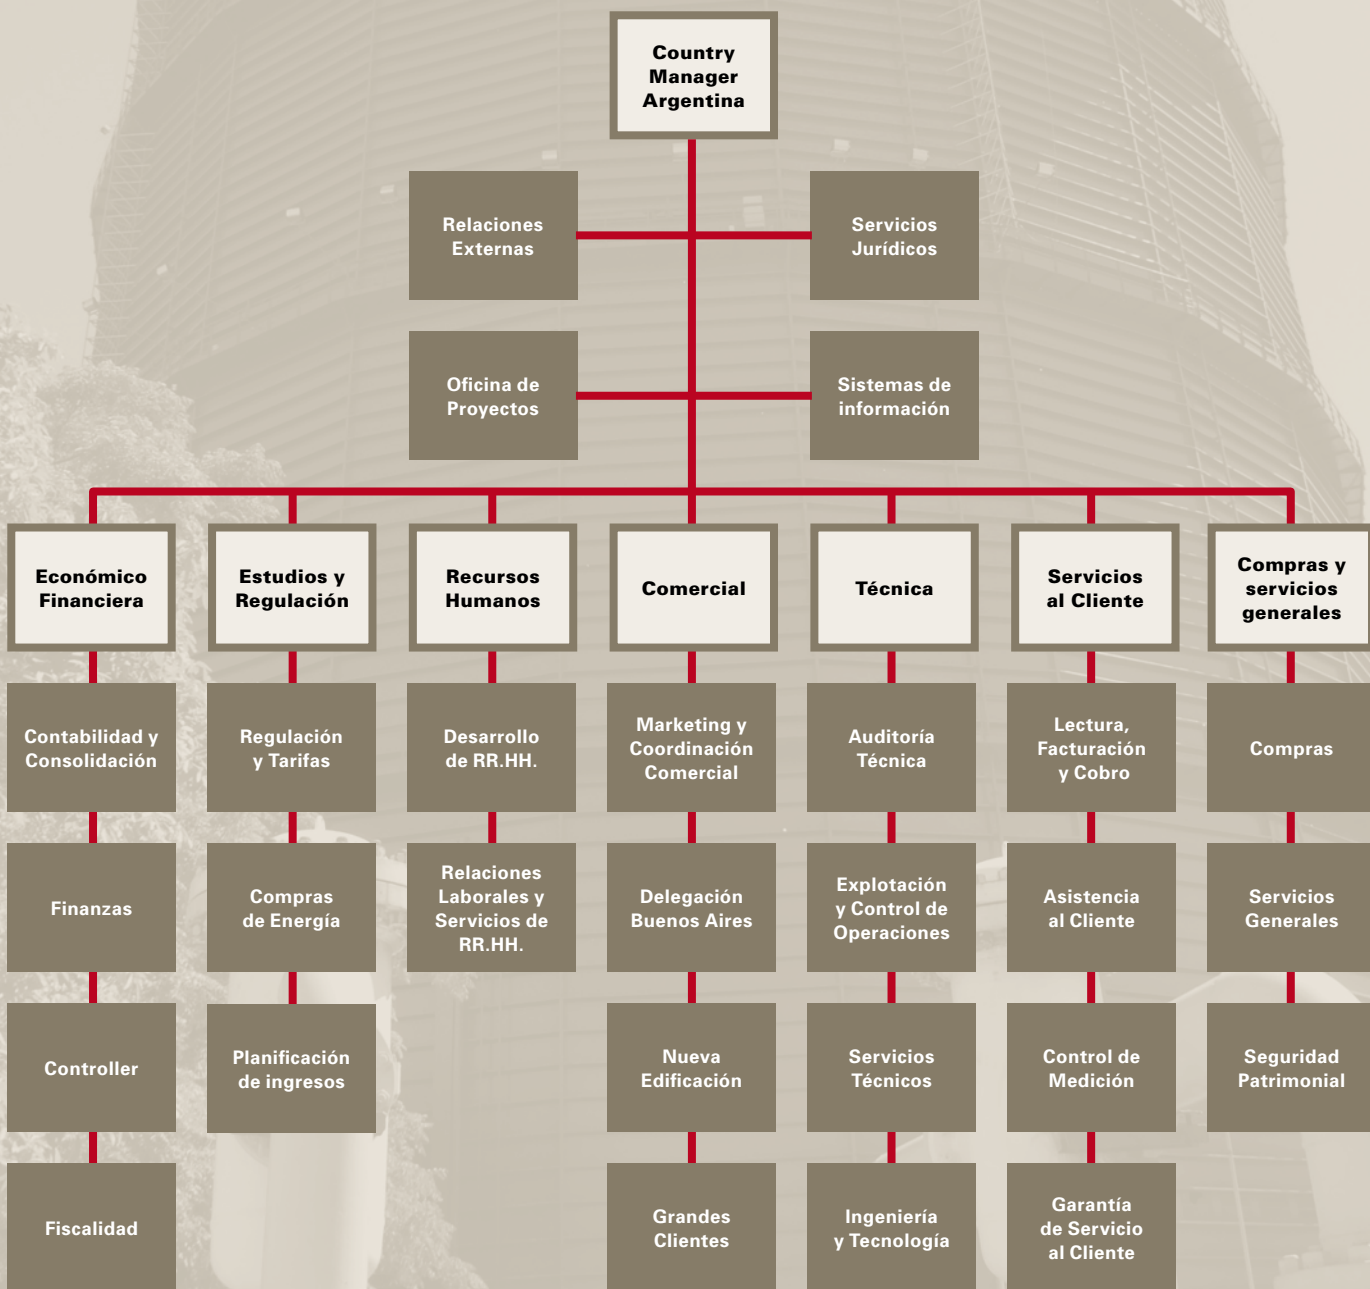 Country
Manager
Argentina
Relaciones
Externas
Servicios
Jurídicos
Oficina de
Proyectos
Sistemas de
información
Económico
Financiera
Estudios y
Regulación
Recursos
Humanos
Comercial
Técnica
Servicios
al Cliente
Compras y
servicios
generales
Contabilidad y
Consolidación
Regulación
y Tarifas
Desarrollo
de RR.HH.
Marketing y
Coordinación
Comercial
Auditoría
Técnica
Lectura,
Facturación
y Cobro
Compras
Finanzas
Compras
de Energía
Relaciones
Laborales y
Servicios de
RR.HH.
Delegación
Buenos Aires
Explotación
y Control de
Operaciones
Asistencia
al Cliente
Servicios
Generales
Controller
Planificación
de ingresos
Nueva
Edificación
Servicios
Técnicos
Control de
Medición
Seguridad
Patrimonial
Fiscalidad
Grandes
Clientes
Ingeniería
y Tecnología
Garantía
de Servicio
al Cliente